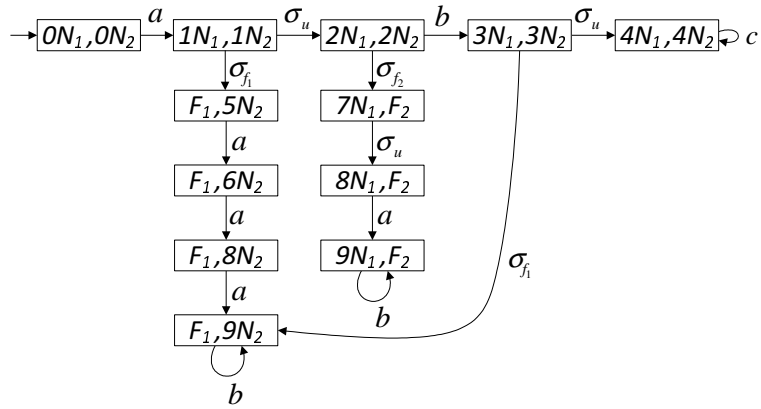 a σu b σu
0N1,0N2 1N1,1N2 2N1,2N2 3N1,3N2 4N1,4N2 c
σf1 σf2
F1,5N2 7N1,F2
a σu
F1,6N2 8N1,F2
a a
F1,8N2 9N1,F2
σf1
a
b
F1,9N2
b